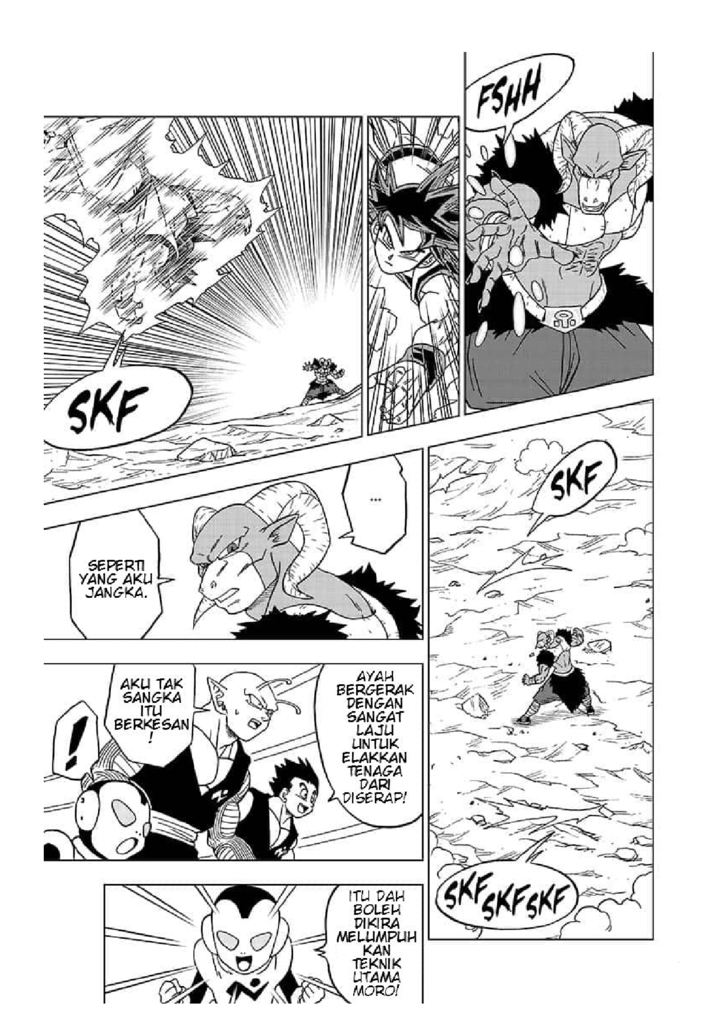 FSHH
SKF
SKF
...
SEPERTI
YANG AKU
JANGKA.
SKF
SKF SKF
AYAH
BERGERAK
DENGAN
SANGAT
LAJU
UNTUK
ELAKKAN
TENAGA
DARI
DISERAP!
AKU TAK
SANGKA
ITU
BERKESAN
!
!
ITU DAH
BOLEH
DIKIRA
MELUMPUH
KAN
TEKNIK
UTAMA
MORO!